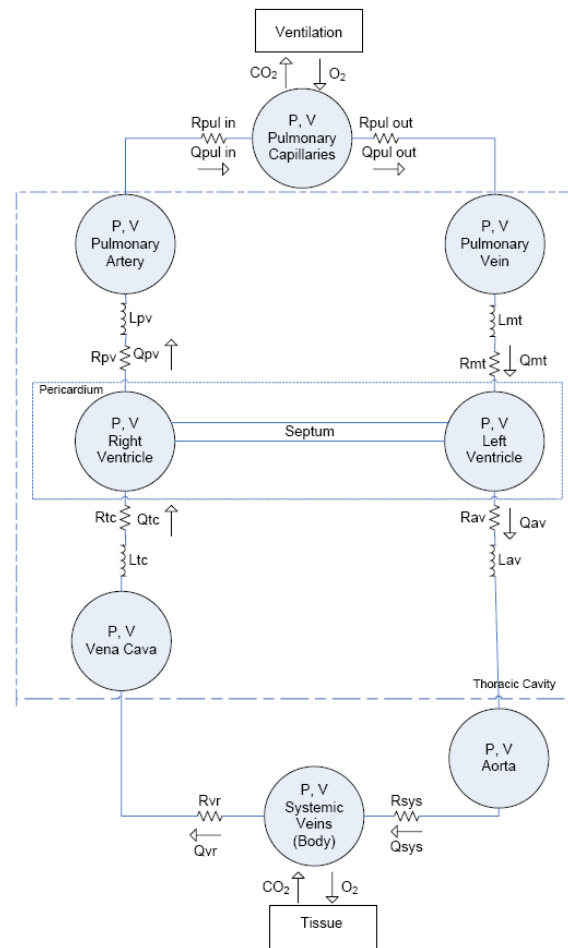 Ventilation
CO2
O2
Rpul in
P, V
Rpul out
Pulmonary
Capillaries
Qpul in
Qpul out
P, V
Pulmonary
Artery
P, V
Pulmonary
Vein
Lpv
Lmt
Rpv
Qpv
Rmt
Qmt
Pericardium
P, V
Right
Ventricle
Septum
P, V
Left
Ventricle
Rtc
Qtc
Rav
Qav
Ltc
Lav
P, V
Vena Cava
Thoracic Cavity
P, V
Aorta
Rvr
P, V
Systemic
Veins
(Body)
Rsys
Qvr
Qsys
CO2
O2
Tissue